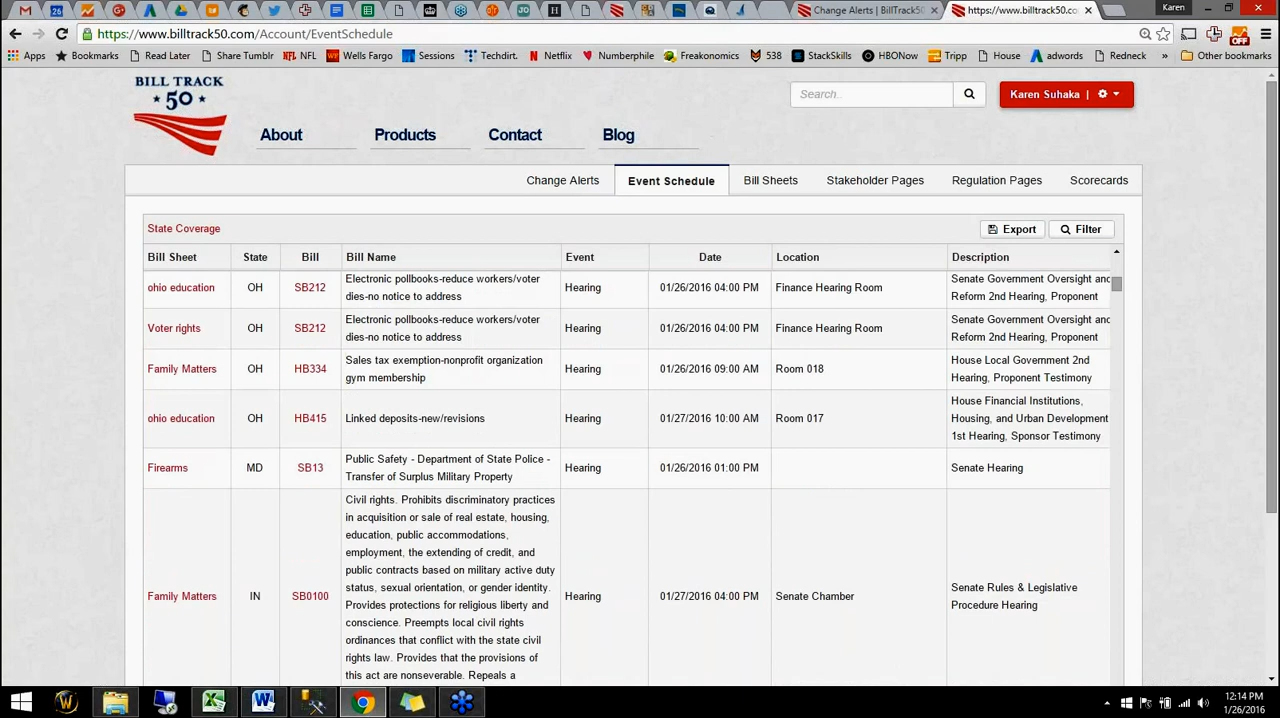 Change Alerts | BillTrack50
https://www.billtrack50.co
Karen
https://www.billtrack50.com/Account/EventSchedule
Apps
Bookmarks
Read Later
Share Tumblr
NFL
Wells Fargo
Sessions
Techdirt.
Netflix
Numberphile
Freakonomics
538
StackSkills
HBONow
Tripp
House
adwords
Redneck
»
Other bookmarks
BILL TRACK
50
About
Products
Contact
Blog
Search...
Karen Suhaka |
Change Alerts
Event Schedule
Bill Sheets
Stakeholder Pages
Regulation Pages
Scorecards
State Coverage
Export
Filter
Bill Sheet
State
Bill
Bill Name
Event
Date
Location
Description
ohio education
OH
SB212
Electronic pollbooks-reduce workers/voter
dies-no notice to address
Hearing
01/26/2016 04:00 PM
Finance Hearing Room
Senate Government Oversight and
Reform 2nd Hearing, Proponent
Voter rights
OH
SB212
Electronic pollbooks-reduce workers/voter
dies-no notice to address
Hearing
01/26/2016 04:00 PM
Finance Hearing Room
Senate Government Oversight and
Reform 2nd Hearing, Proponent
Family Matters
OH
HB334
Sales tax exemption-nonprofit organization
gym membership
Hearing
01/26/2016 09:00 AM
Room 018
House Local Government 2nd
Hearing, Proponent Testimony
ohio education
OH
HB415
Linked deposits-new/revisions
Hearing
01/27/2016 10:00 AM
Room 017
House Financial Institutions,
Housing, and Urban Development
1st Hearing, Sponsor Testimony
Firearms
MD
SB13
Public Safety - Department of State Police -
Transfer of Surplus Military Property
Hearing
01/26/2016 01:00 PM
Senate Hearing
Family Matters
IN
SB0100
Civil rights. Prohibits discriminatory practices
in acquisition or sale of real estate, housing,
education, public accommodations,
employment, the extending of credit, and
public contracts based on military active duty
status, sexual orientation, or gender identity.
Provides protections for religious liberty and
conscience. Preempts local civil rights
ordinances that conflict with the state civil
rights law. Provides that the provisions of
this act are nonseverable. Repeals a
Hearing
01/27/2016 04:00 PM
Senate Chamber
Senate Rules & Legislative
Procedure Hearing
12:14 PM
1/26/2016